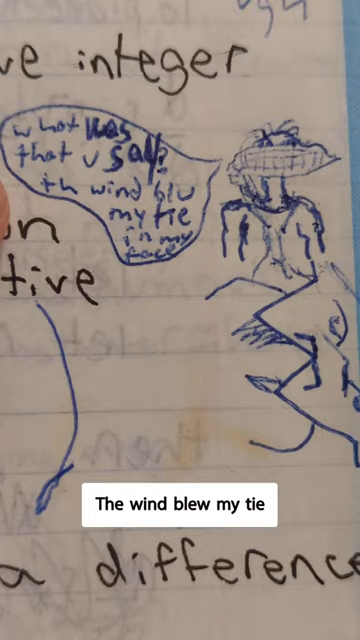 ve integer
what was
that u say?
th wind blu
my tie
in my
face
in
tive
The wind blew my tie
a difference